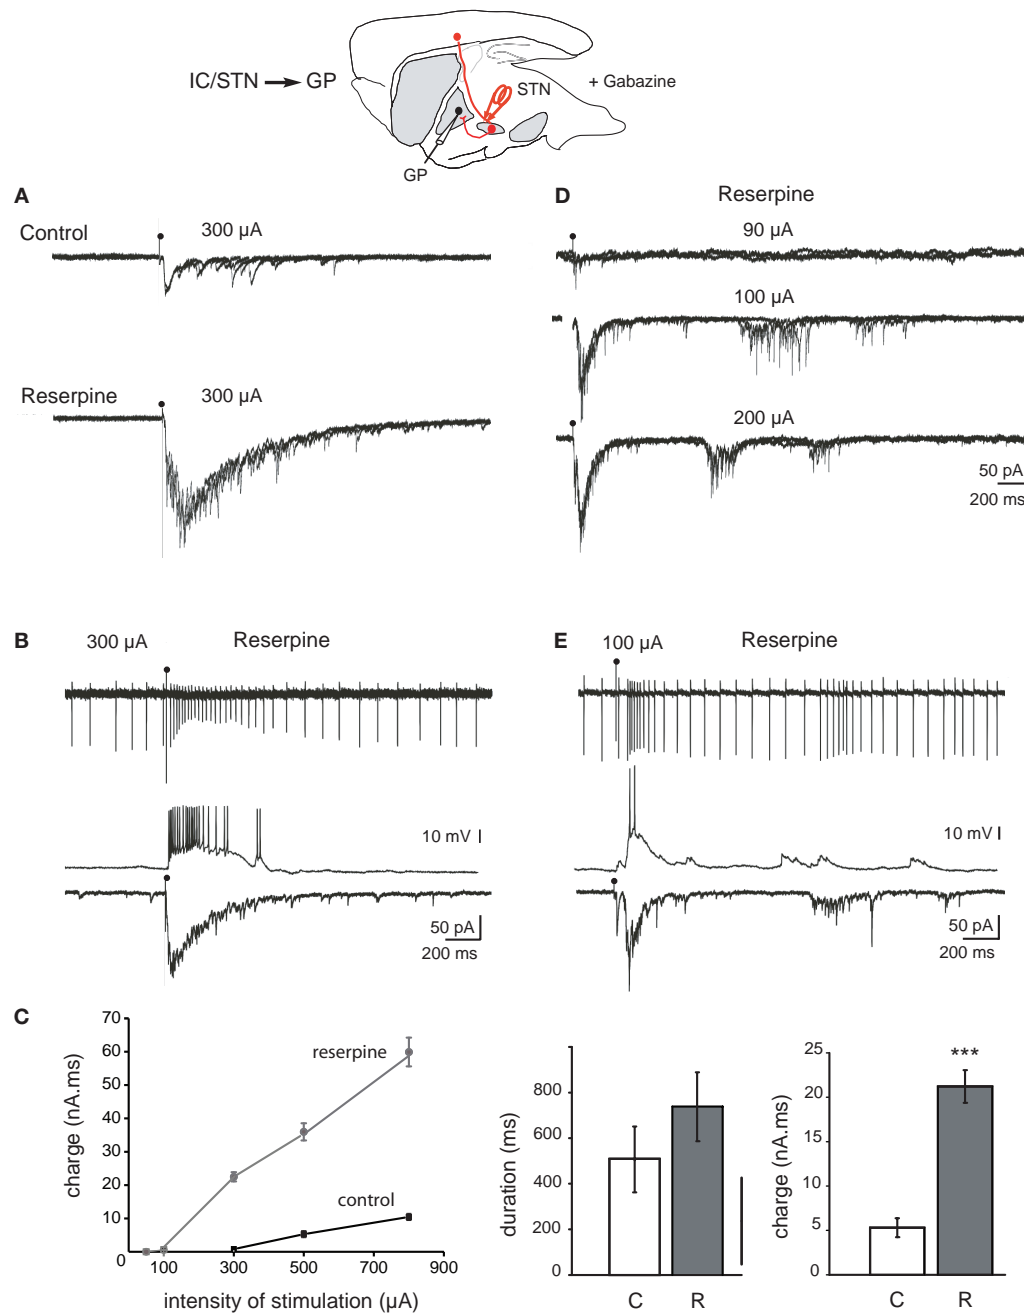 IC/STN → GP
STN
+ Gabazine
GP
A
Control
300 µA
Reserpine
300 µA
D
Reserpine
90 µA
100 µA
200 µA
50 pA
200 ms
B
300 µA
Reserpine
10 mV
50 pA
200 ms
E
100 µA
Reserpine
10 mV
50 pA
200 ms
C
charge (nA.ms)
70
60
50
40
30
20
10
0
reserpine
control
100
300
500
700
900
intensity of stimulation (µA)
duration (ms)
800
600
400
200
0
C
R
charge (nA.ms)
25
20
15
10
5
0
***
C
R